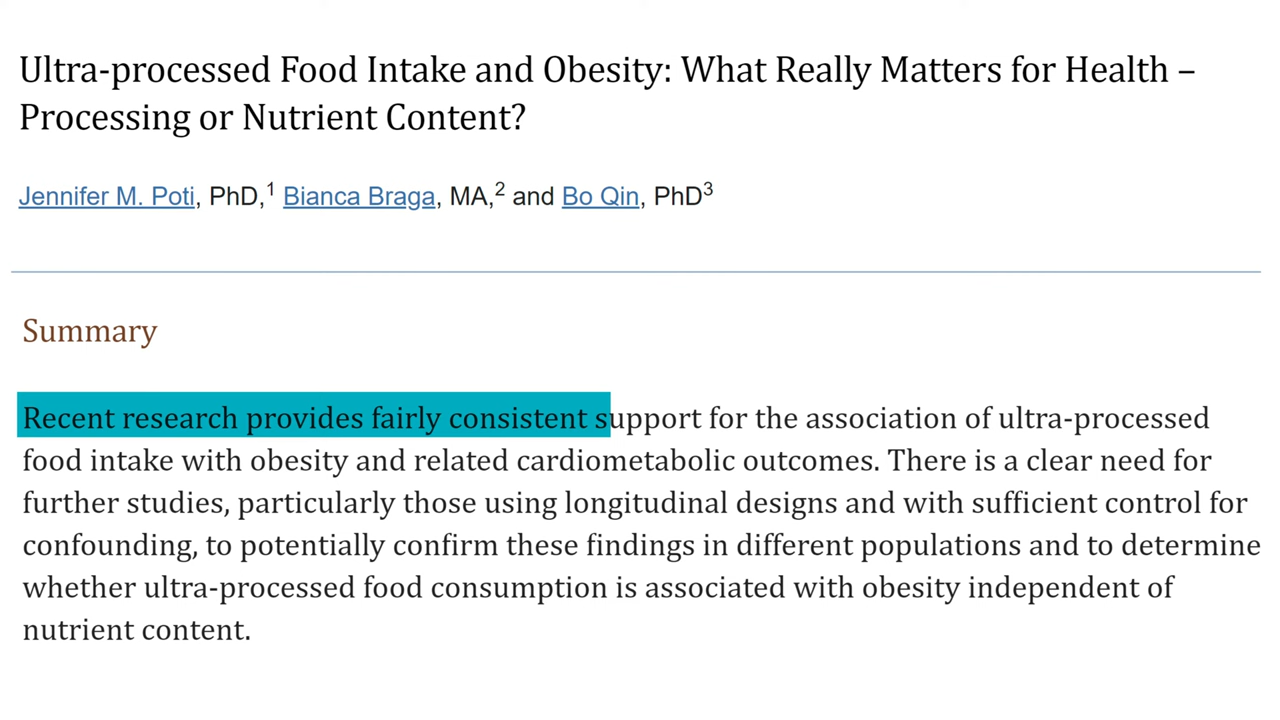 Ultra-processed Food Intake and Obesity: What Really Matters for Health –
Processing or Nutrient Content?
Jennifer M. Poti, PhD,1 Bianca Braga, MA,2 and Bo Qin, PhD3
Summary
Recent research provides fairly consistent support for the association of ultra-processed
food intake with obesity and related cardiometabolic outcomes. There is a clear need for
further studies, particularly those using longitudinal designs and with sufficient control for
confounding, to potentially confirm these findings in different populations and to determine
whether ultra-processed food consumption is associated with obesity independent of
nutrient content.